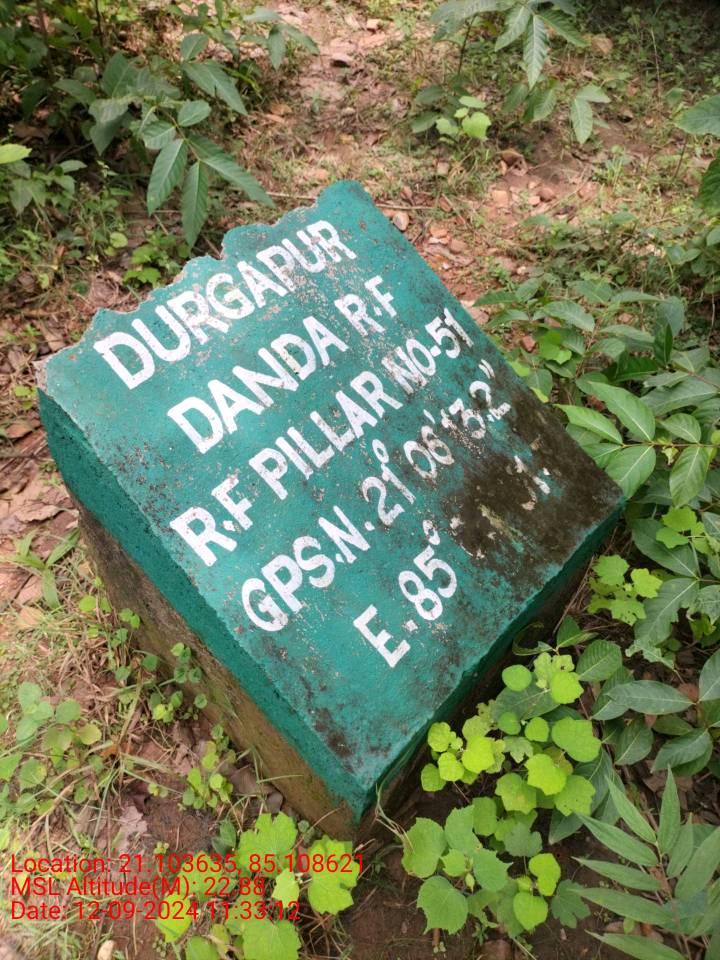 DURGAPUR
DANDA R.F
R.F PILLAR NO-51
GPS.N. 21° 06' 13.2"
E. 85°
Location: 21.103635, 85.108621
MSL Altitude(M): 22.88
Date: 12-09-2024 11:33:12